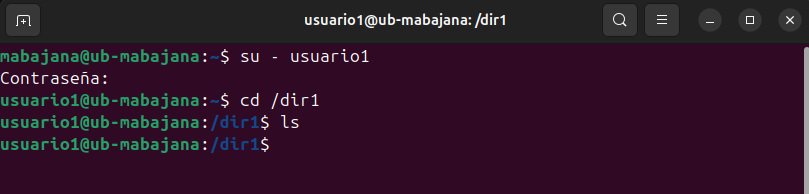 usuario1@ub-mabajana: /dir1
mabajana@ub-mabajana:~$ su - usuario1
Contraseña:
usuario1@ub-mabajana:~$ cd /dir1
usuario1@ub-mabajana:/dir1$ ls
usuario1@ub-mabajana:/dir1$